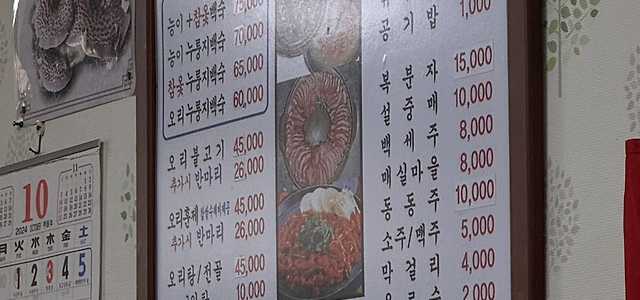 능이+참옻백숙 75,000
능이누룽지백숙 70,000
참옻누룽지백숙 65,000
오리누룽지백숙 60,000
오리불고기 45,000
추가시 반마리 26,000
오리훈제 45,000
추가시 반마리 26,000
오리탕/전골 45,000
10,000
1,000
공기밥
복분자 15,000
설중매 10,000
백세주 8,000
매실마을 8,000
동동주 10,000
소주/맥주 5,000
막걸리 4,000
음료수 2,000
10
2024
月 火 水 木 金 土
1 2 3 4 5